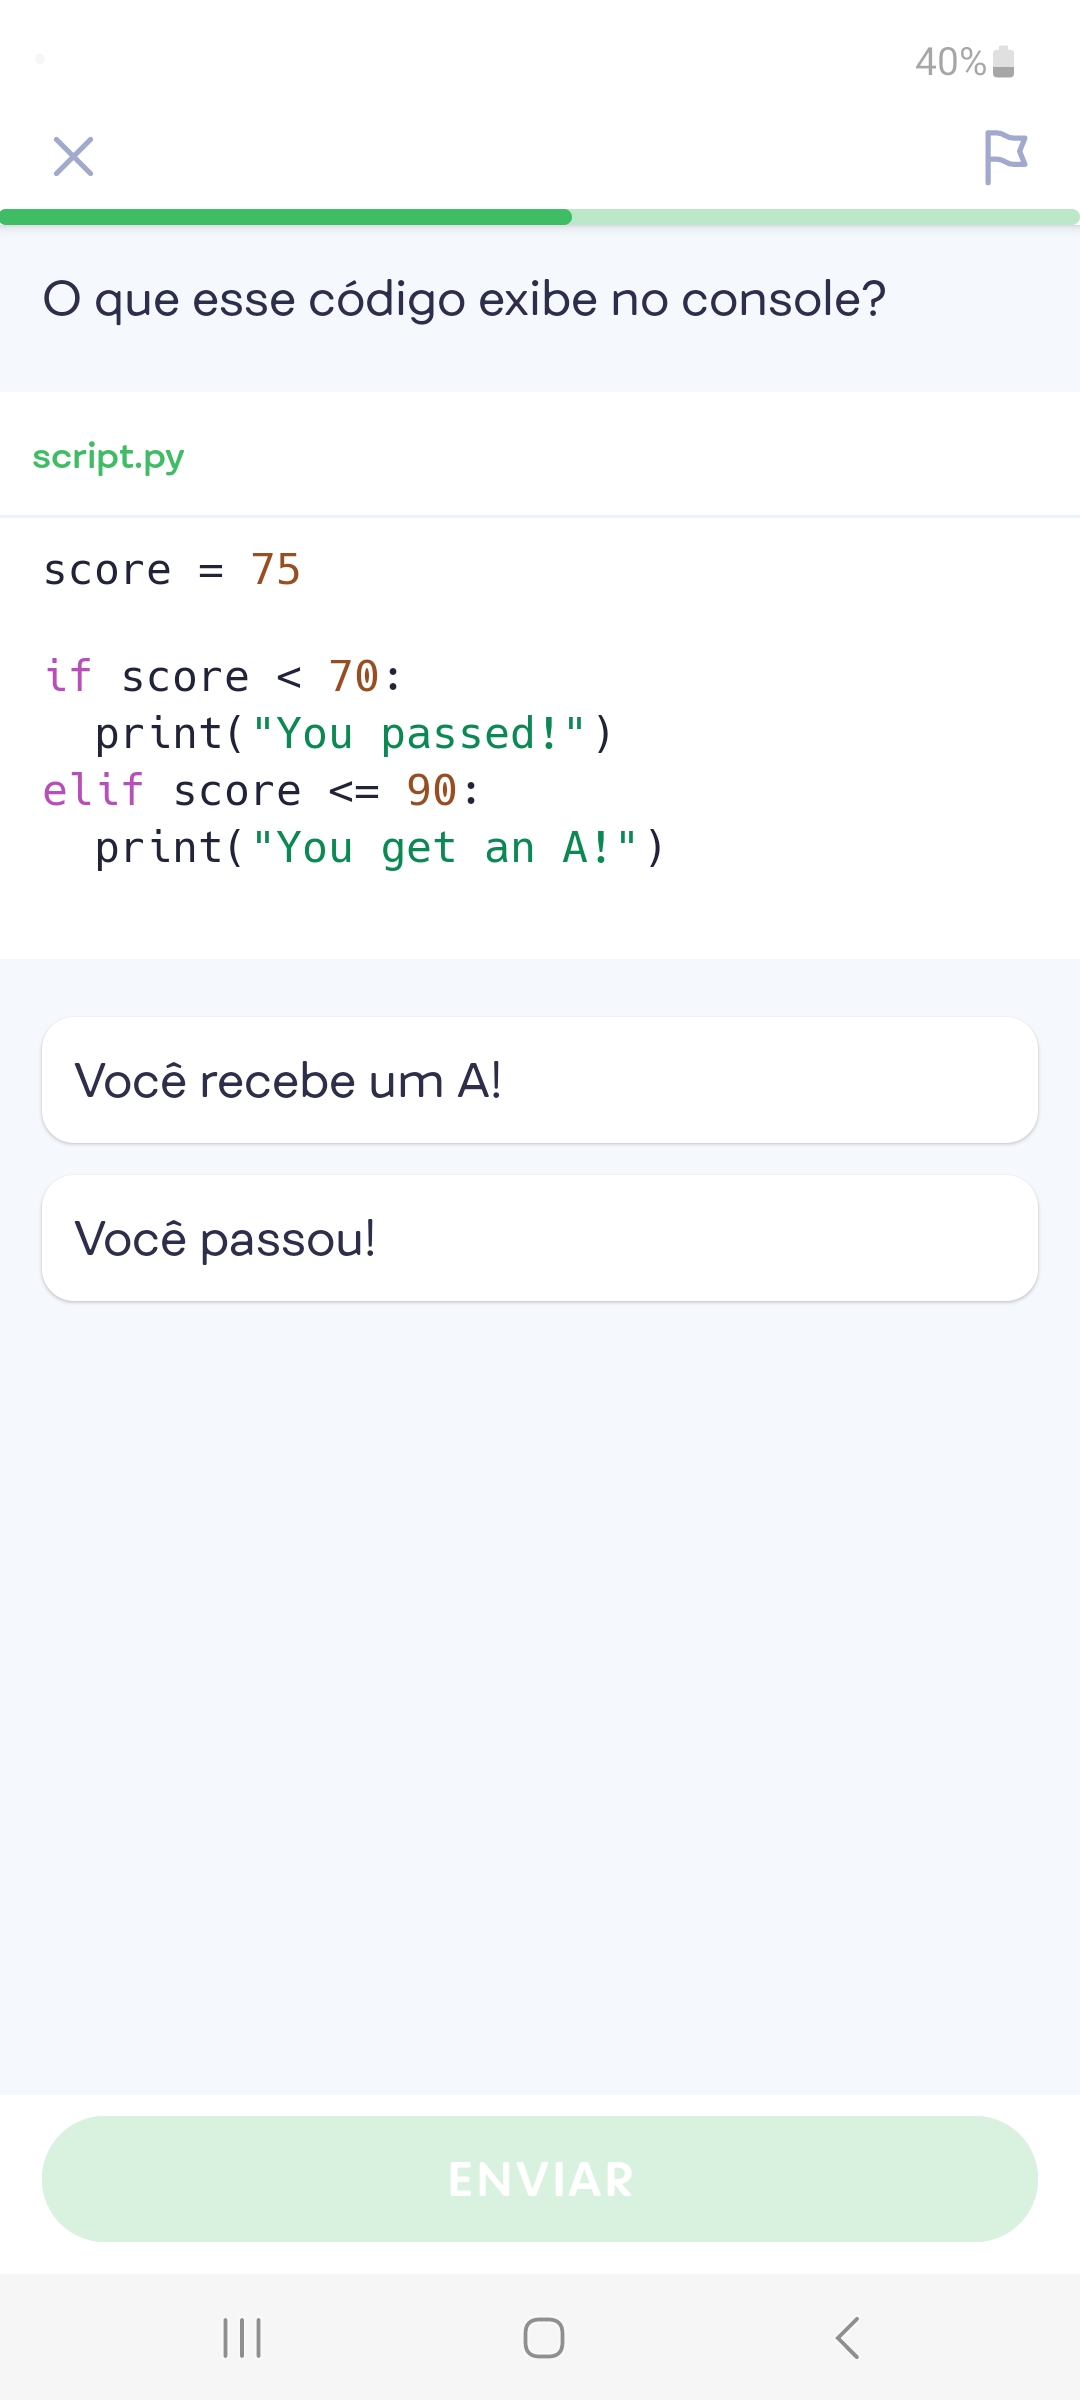 40%
O que esse código exibe no console?
script.py
score = 75
if score < 70:
  print("You passed!")
elif score <= 90:
  print("You get an A!")
Você recebe um A!
Você passou!
ENVIAR